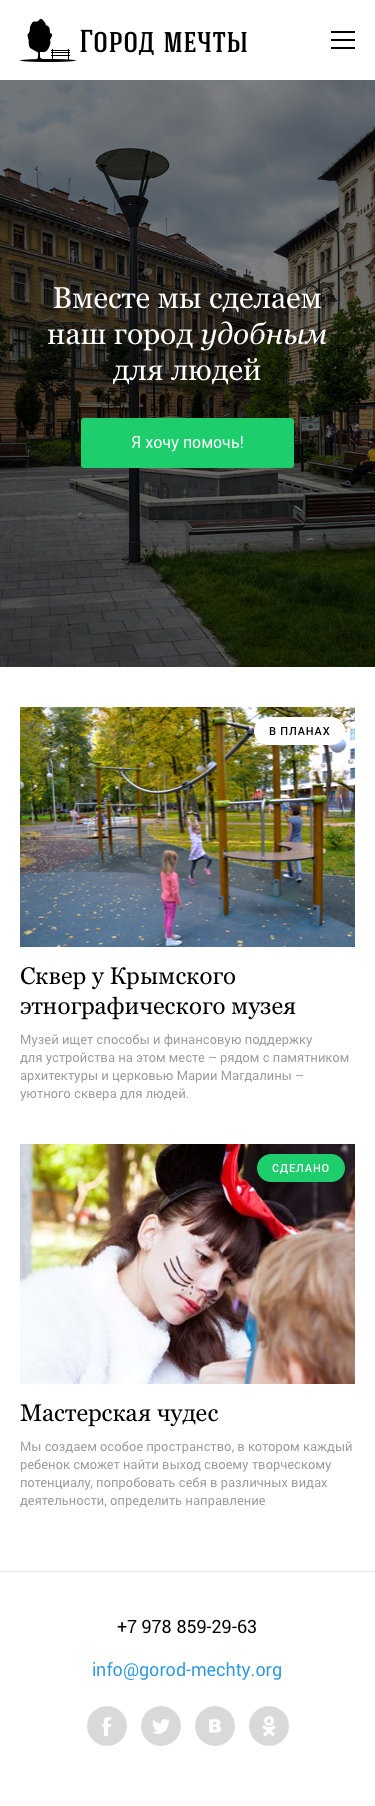 Город мечты
Вместе мы сделаем
наш город удобным
для людей
Я хочу помочь!
В ПЛАНАХ
Сквер у Крымского
этнографического музея
Музей ищет способы и финансовую поддержку
для устройства на этом месте – рядом с памятником
архитектуры и церковью Марии Магдалины –
уютного сквера для людей.
СДЕЛАНО
Мастерская чудес
Мы создаем особое пространство, в котором каждый
ребенок сможет найти выход своему творческому
потенциалу, попробовать себя в различных видах
деятельности, определить направление
+7 978 859-29-63
info@gorod-mechty.org